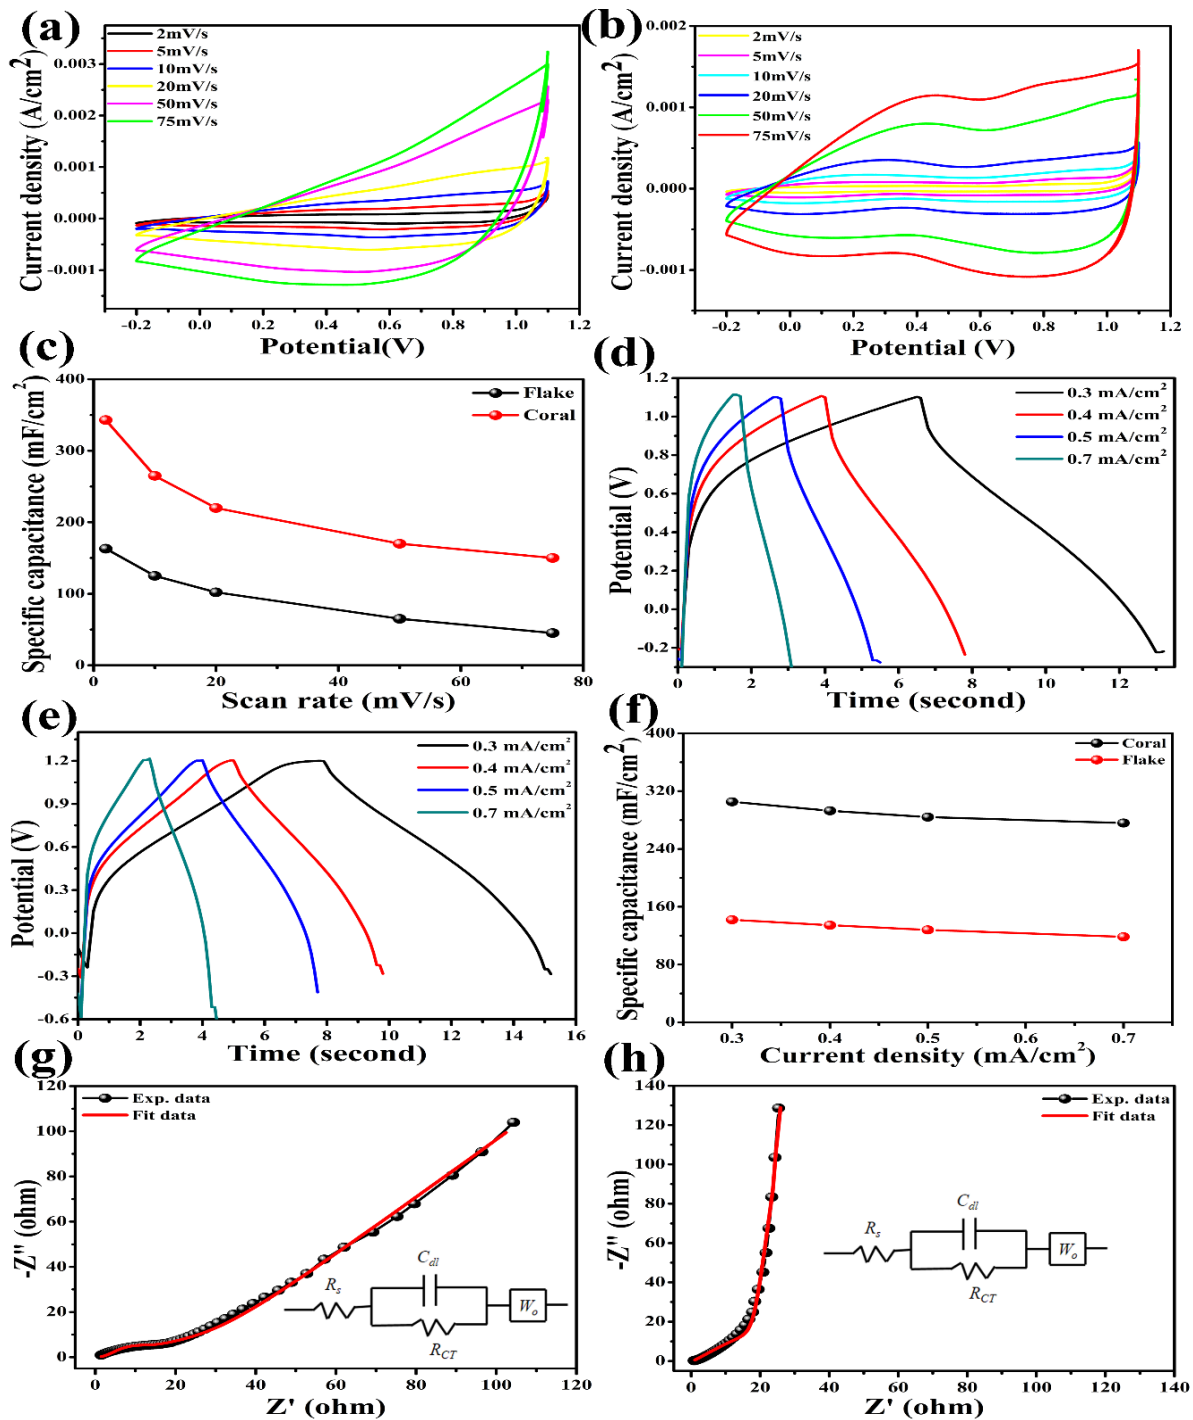 (a)
2mV/s
5mV/s
10mV/s
20mV/s
50mV/s
75mV/s
0.003
0.002
0.001
0.000
-0.001
Current density (A/cm²)
-0.2 0.0 0.2 0.4 0.6 0.8 1.0 1.2
Potential(V)
(b)
2mV/s
5mV/s
10mV/s
20mV/s
50mV/s
75mV/s
0.002
0.001
0.000
-0.001
Current density (A/cm²)
-0.2 0.0 0.2 0.4 0.6 0.8 1.0 1.2
Potential (V)
(c)
Flake
Coral
400
300
200
100
0
Specific capacitance (mF/cm²)
0 20 40 60 80
Scan rate (mV/s)
(d)
0.3 mA/cm²
0.4 mA/cm²
0.5 mA/cm²
0.7 mA/cm²
1.2
1.0
0.8
0.6
0.4
0.2
0.0
-0.2
Potential (V)
0 2 4 6 8 10 12
Time (second)
(e)
0.3 mA/cm²
0.4 mA/cm²
0.5 mA/cm²
0.7 mA/cm²
1.2
0.9
0.6
0.3
0.0
-0.3
-0.6
Potential (V)
0 2 4 6 8 10 12 14 16
Time (second)
(f)
Coral
Flake
400
320
240
160
80
0
Specific capacitance (mF/cm²)
0.3 0.4 0.5 0.6 0.7
Current density (mA/cm²)
(g)
Exp. data
Fit data
120
100
80
60
40
20
0
-Z" (ohm)
Cdl
Rs
Wo
RCT
0 20 40 60 80 100 120
Z' (ohm)
(h)
Exp. data
Fit data
140
120
100
80
60
40
20
0
-Z" (ohm)
Cdl
Rs
Wo
RCT
0 20 40 60 80 100 120 140
Z' (ohm)